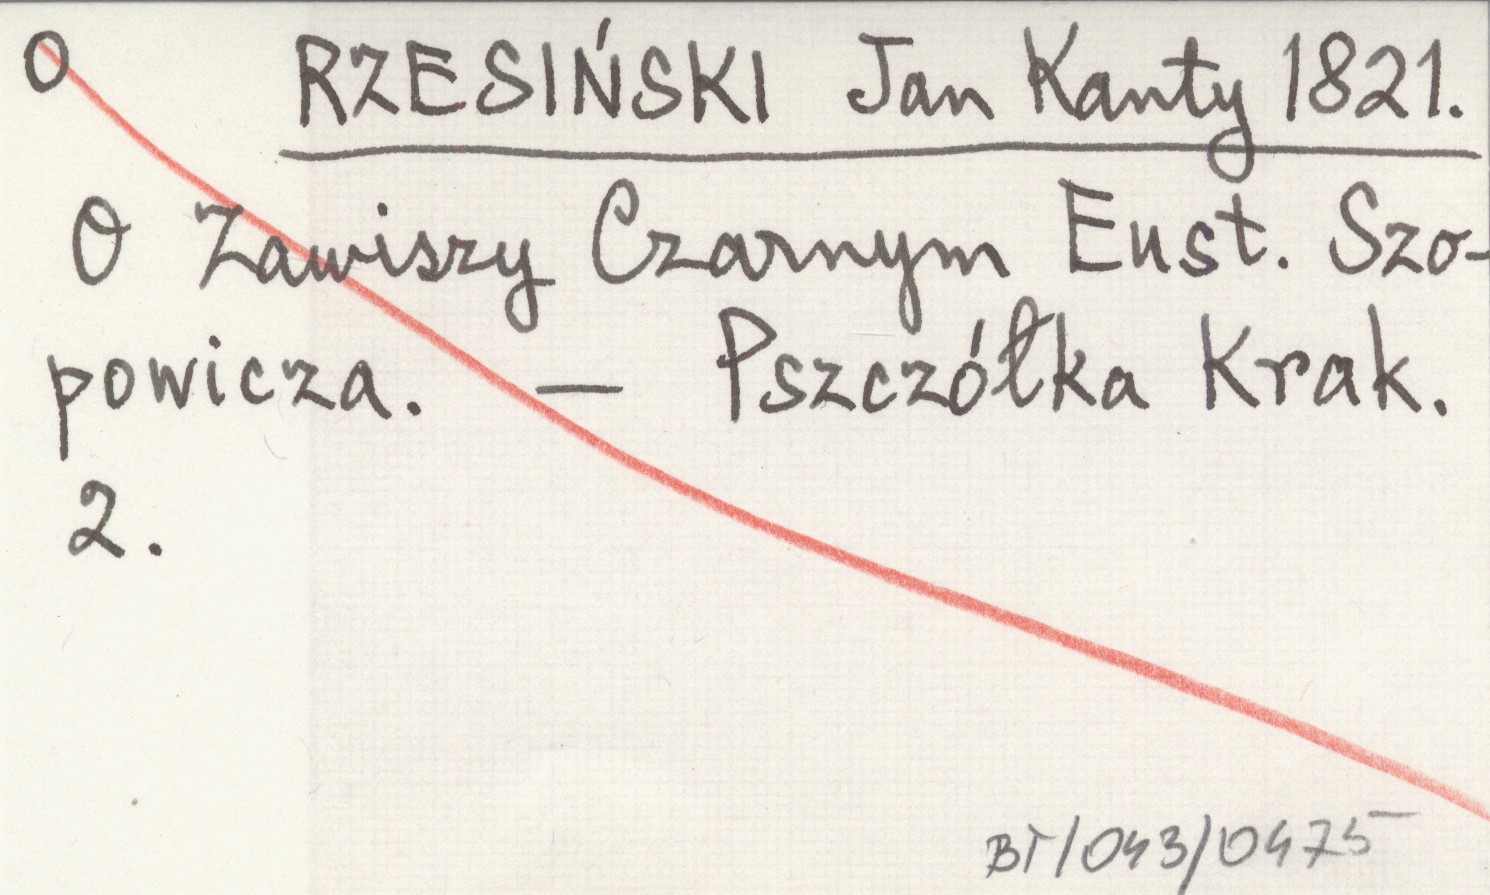 O RZESIŃSKI Jan Kanty 1821.
O Zawiszy Czarnym Eust. Szo-
powicza. — Pszczółka Krak.
2.
BT/043/0475